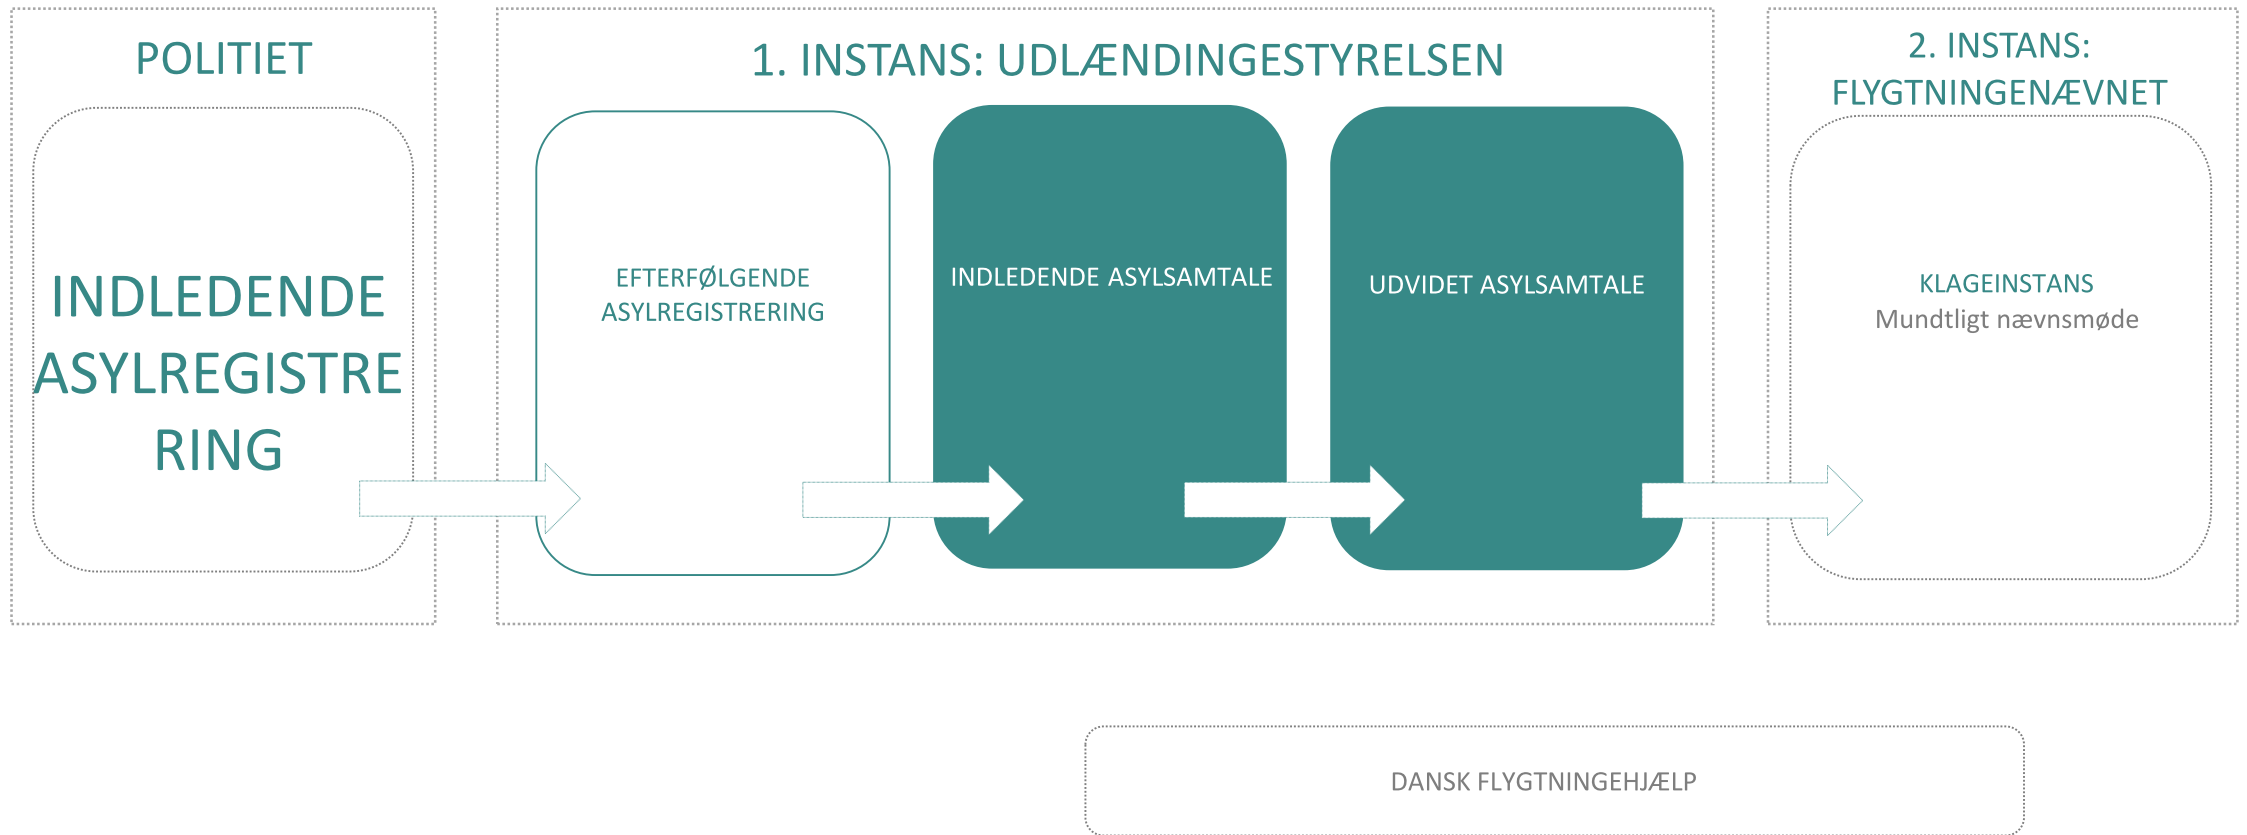 POLITIET
INDLEDENDE
ASYLREGISTRE
RING
1. INSTANS: UDLÆNDINGESTYRELSEN
EFTERFØLGENDE
ASYLREGISTRERING
INDLEDENDE ASYLSAMTALE
UDVIDET ASYLSAMTALE
2. INSTANS:
FLYGTNINGENÆVNET
KLAGEINSTANS
Mundtligt nævnsmøde
DANSK FLYGTNINGEHJÆLP